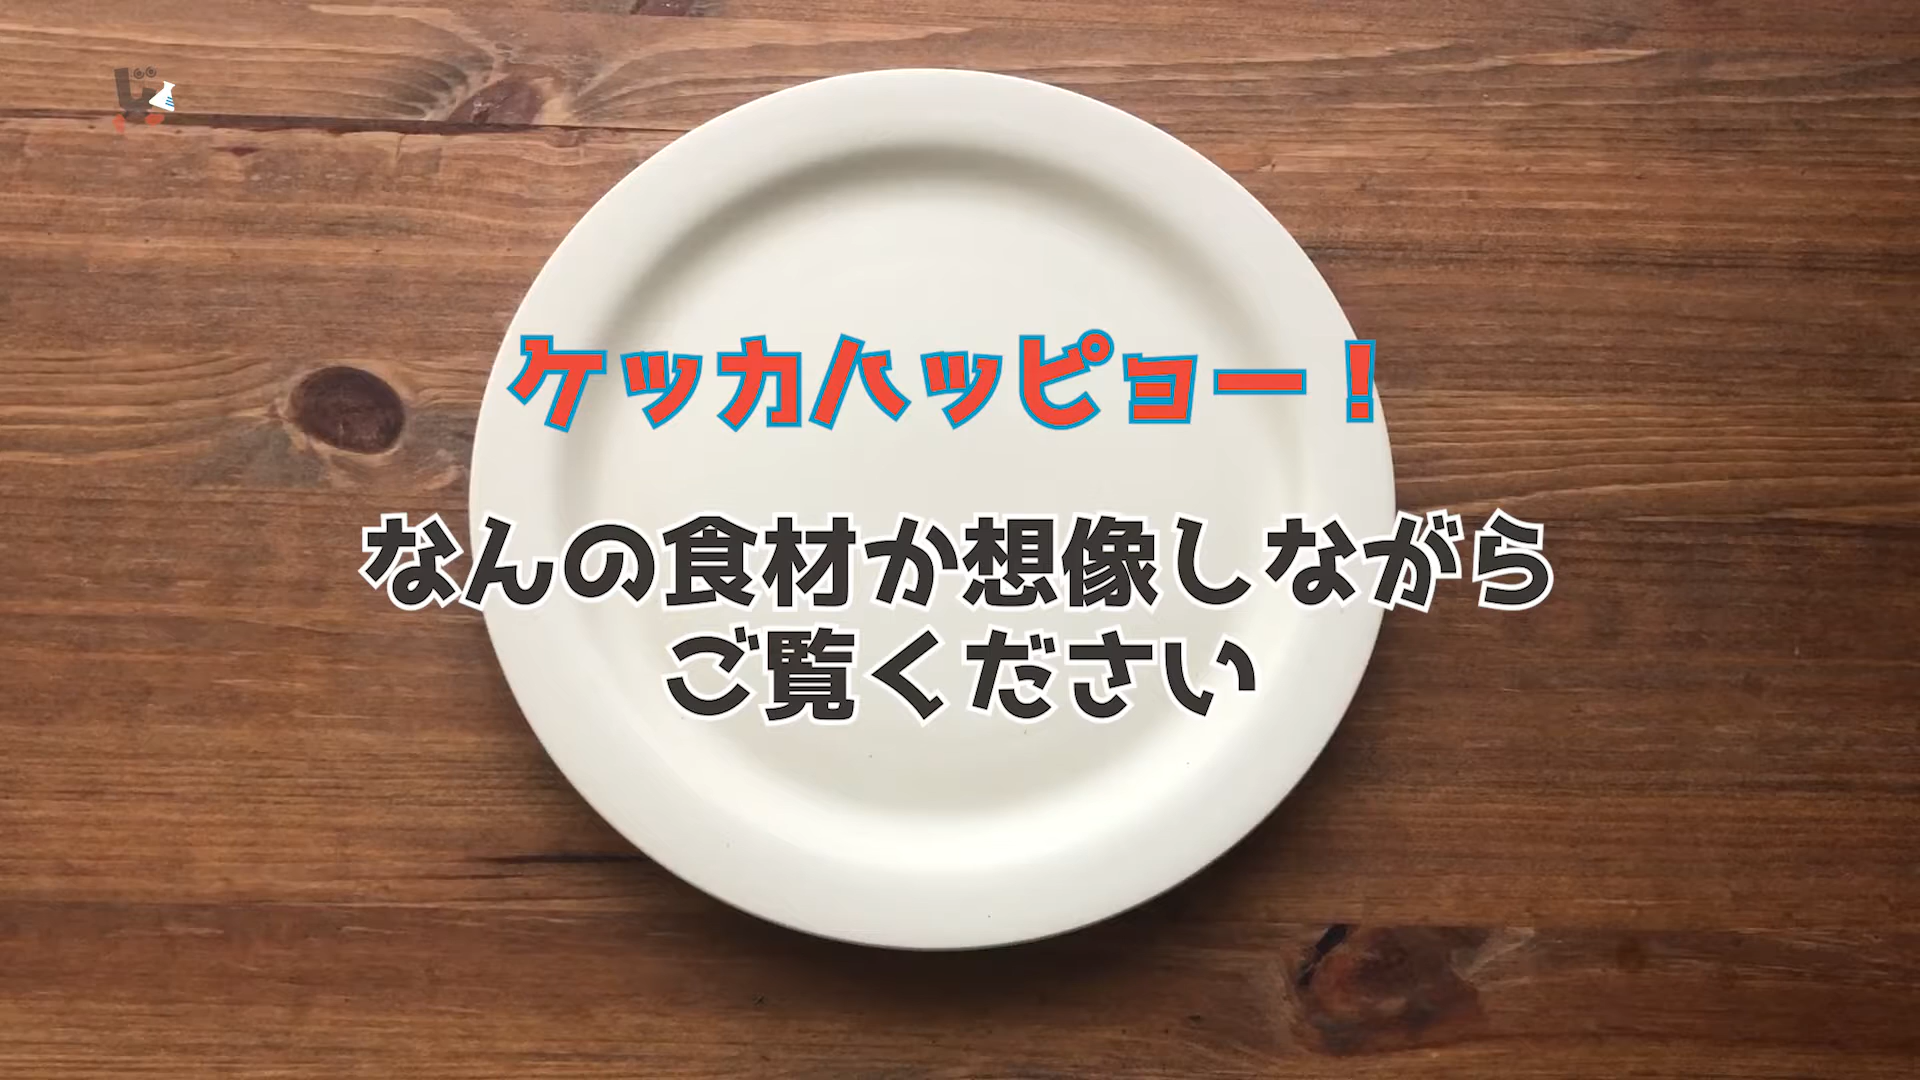 ケッカハッピョー！
なんの食材か想像しながら
ご覧ください